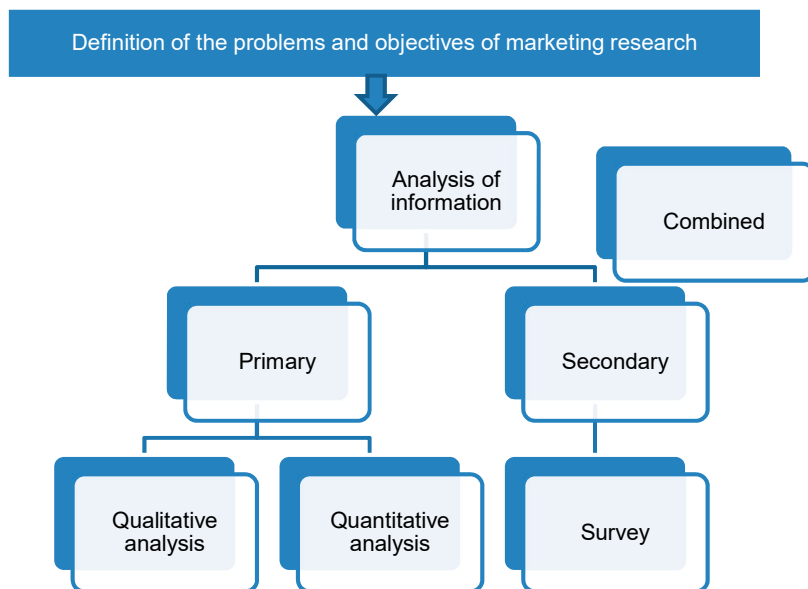 Definition of the problems and objectives of marketing research
Analysis of
information
Combined
Primary
Secondary
Qualitative
analysis
Quantitative
analysis
Survey